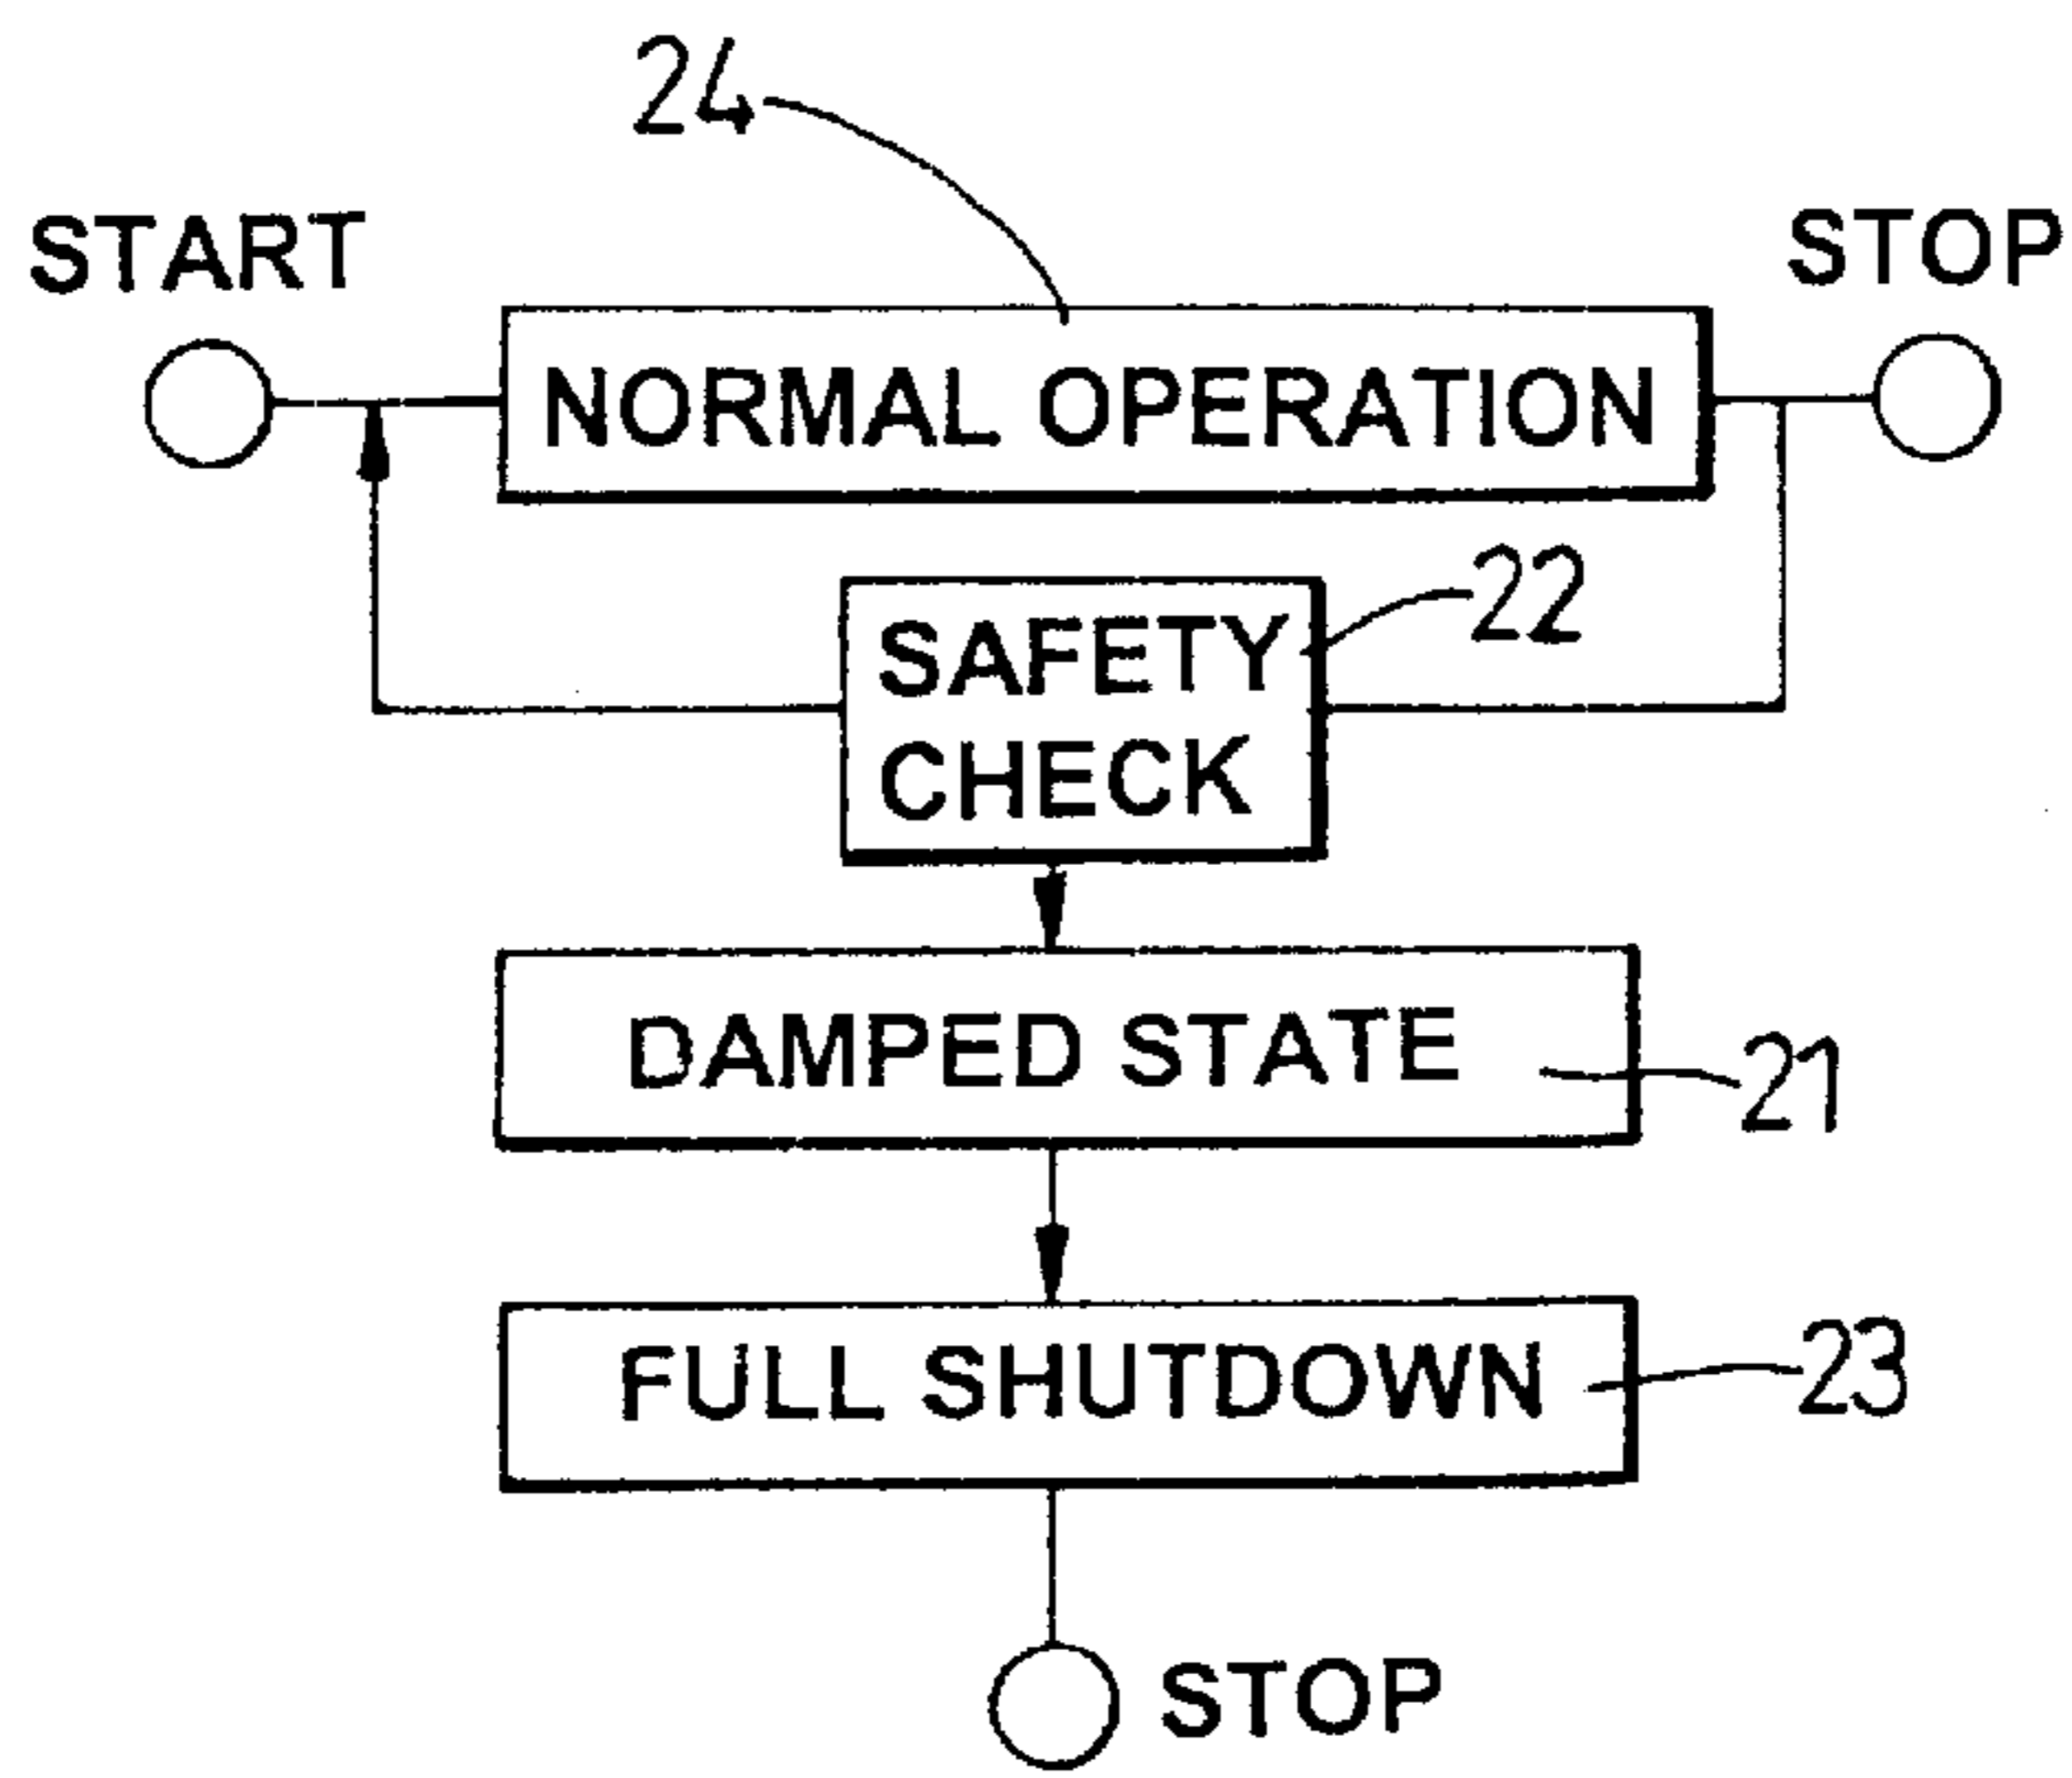 24
START
STOP
NORMAL OPERATION
22
SAFETY
CHECK
DAMPED STATE
21
FULL SHUTDOWN
23
STOP